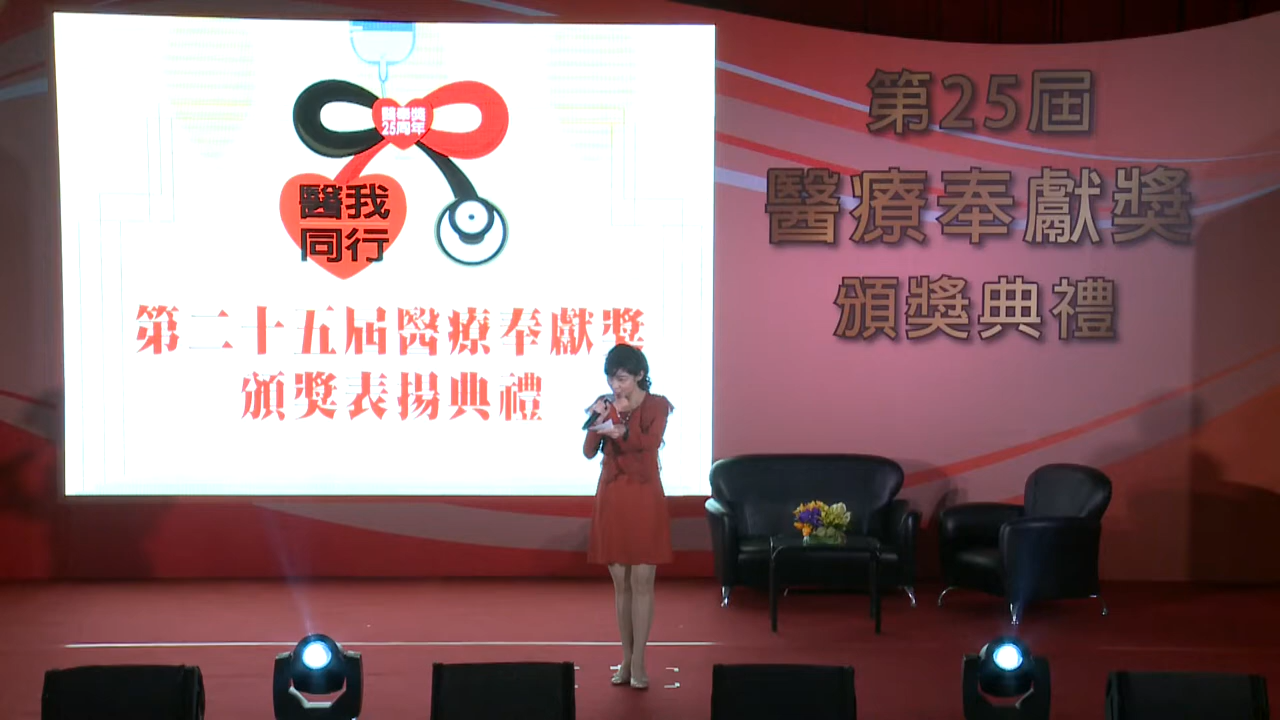 醫奉獎
25周年
醫我
同行
第二十五屆醫療奉獻獎
頒獎表揚典禮
第25屆
醫療奉獻獎
頒獎典禮